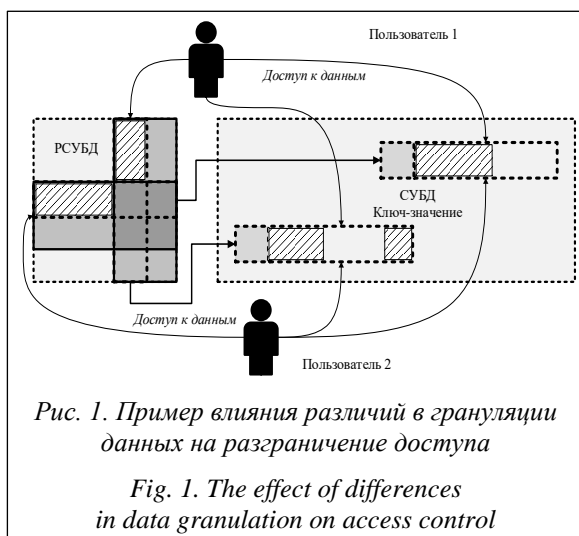 Пользователь 1
Доступ к данным
РСУБД
СУБД
Ключ-значение
Доступ к данным
Пользователь 2
Рис. 1. Пример влияния различий в грануляции
данных на разграничение доступа
Fig. 1. The effect of differences
in data granulation on access control